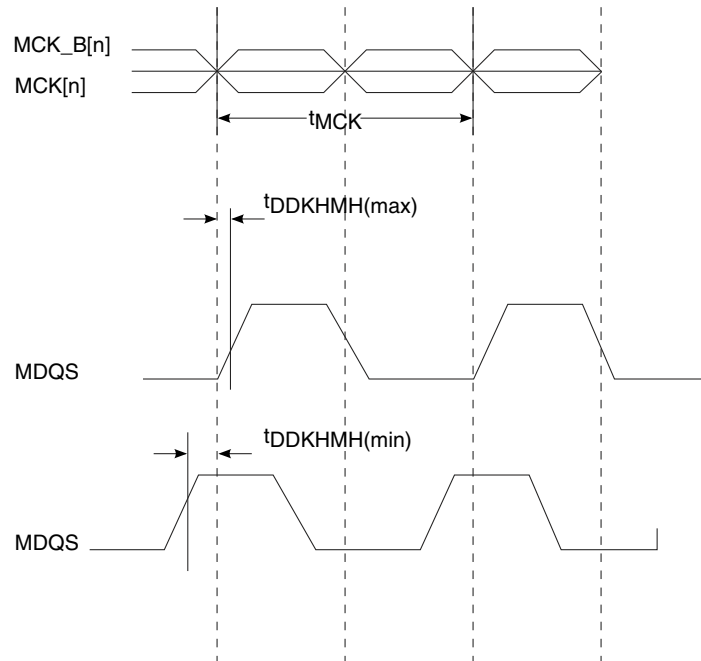 MCK_B[n]
MCK[n]
tMCK
tDDKHMH(max)
MDQS
tDDKHMH(min)
MDQS